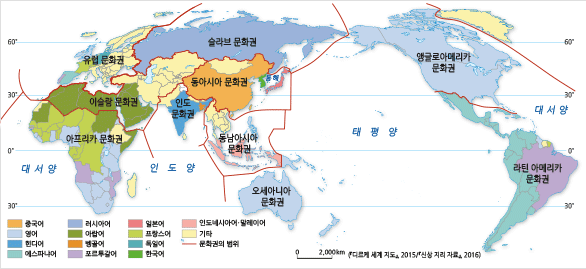 60°
30°
0°
30°
60°
30°
0°
30°
슬라브 문화권
유럽 문화권
앵글로아메리카
문화권
동아시아 문화권
동해
이슬람 문화권
인도
문화권
대서양
태평양
아프리카 문화권
동남아시아
문화권
대서양
인도양
라틴 아메리카
문화권
오세아니아
문화권
중국어
러시아어
일본어
인도네시아어·말레이어
영어
아랍어
프랑스어
기타
힌디어
벵골어
독일어
문화권의 범위
에스파냐어
포르투갈어
한국어
0 2,000km
(『디르케 세계 지도』, 2015/『신상 지리 자료』, 2016)